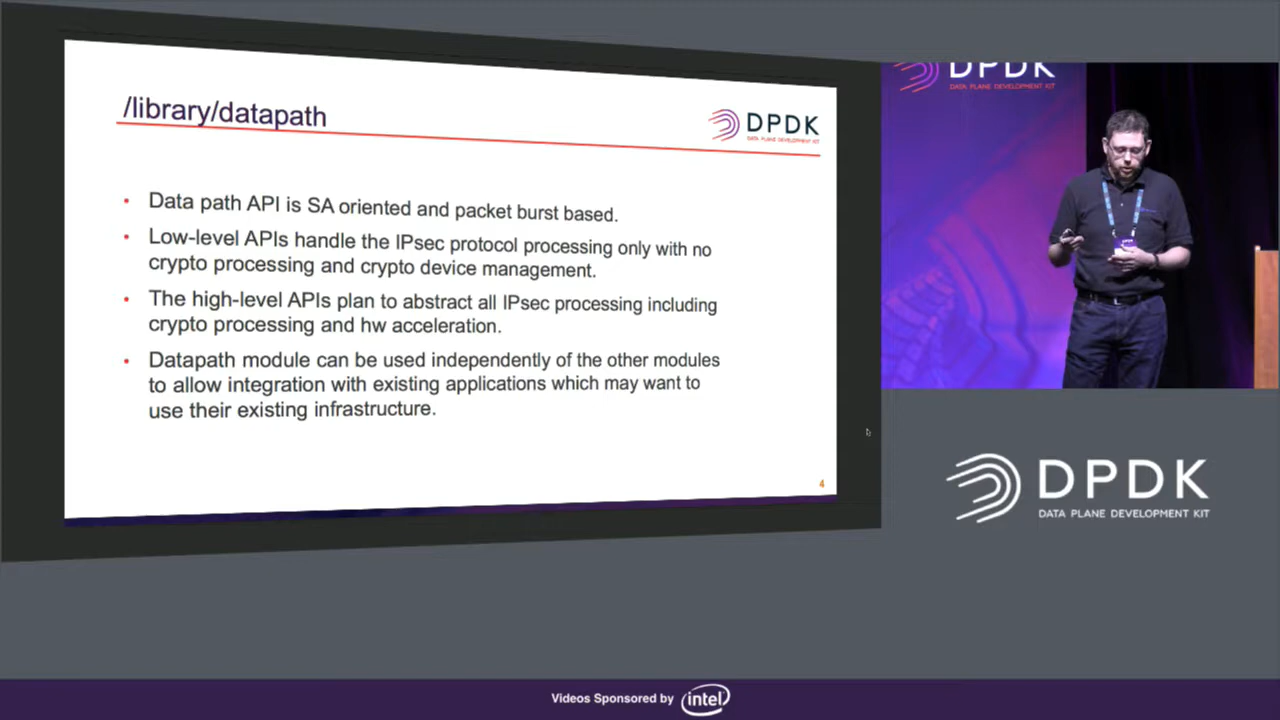 /library/datapath
DPDK
DATA PLANE DEVELOPMENT KIT
• Data path API is SA oriented and packet burst based.
• Low-level APIs handle the IPsec protocol processing only with no
crypto processing and crypto device management.
• The high-level APIs plan to abstract all IPsec processing including
crypto processing and hw acceleration.
• Datapath module can be used independently of the other modules
to allow integration with existing applications which may want to
use their existing infrastructure.
4
DPDK
DATA PLANE DEVELOPMENT KIT
DPDK
DATA PLANE DEVELOPMENT KIT
Videos Sponsored by intel